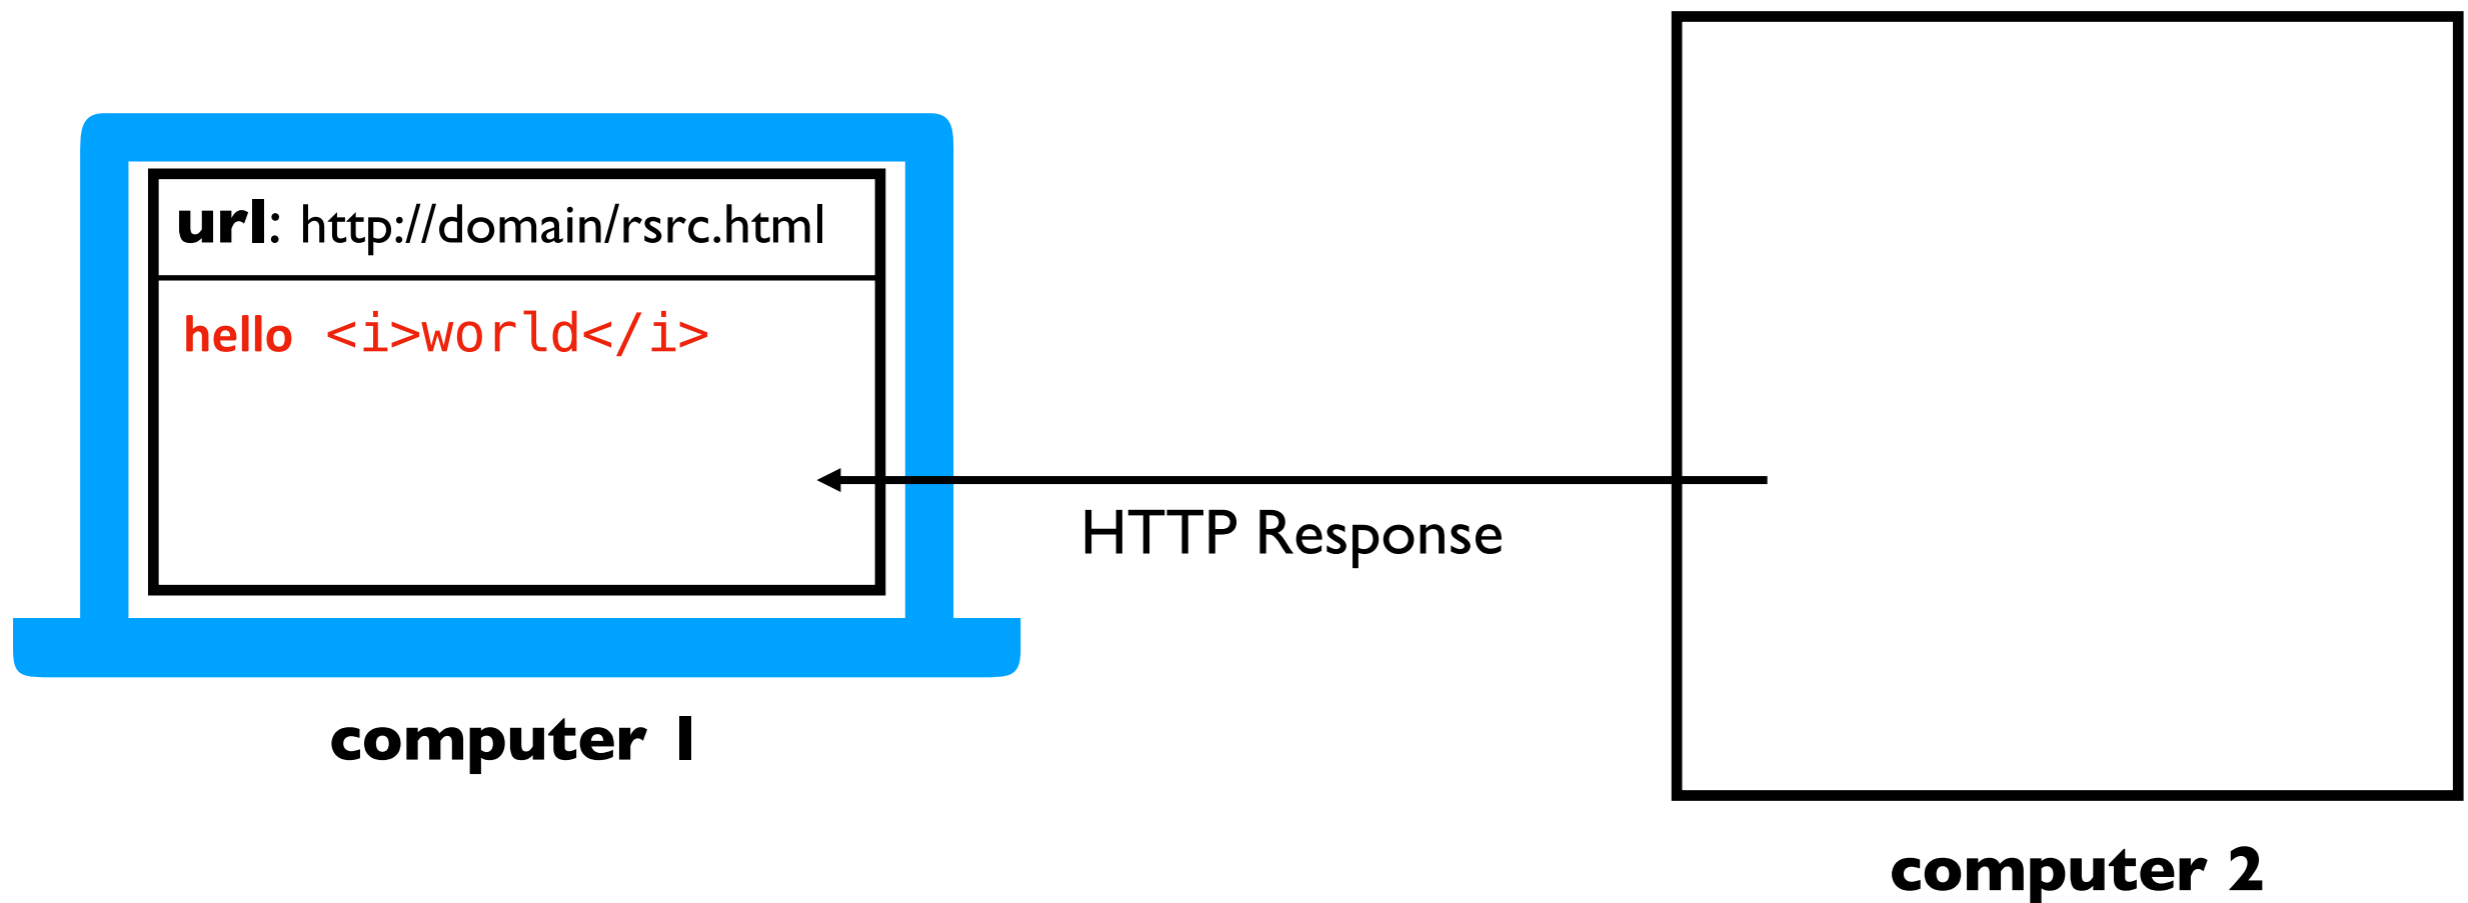 url: http://domain/rsrc.html
hello <i>world</i>
HTTP Response
computer 1
computer 2